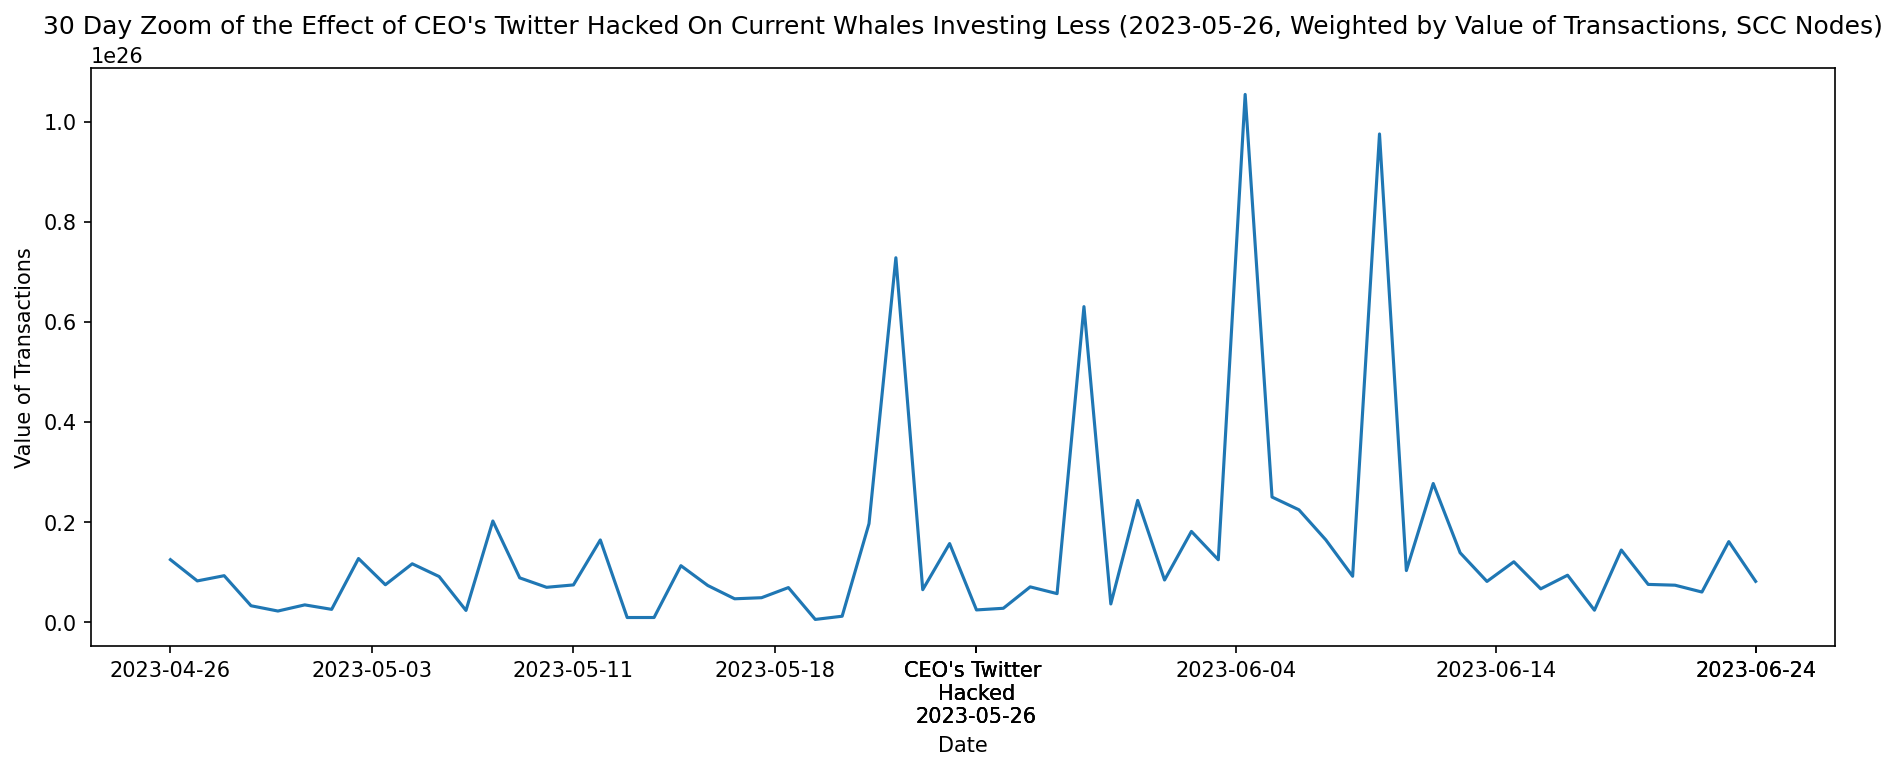 30 Day Zoom of the Effect of CEO's Twitter Hacked On Current Whales Investing Less (2023-05-26, Weighted by Value of Transactions, SCC Nodes)
1e26
1.0
0.8
0.6
0.4
0.2
0.0
Value of Transactions
2023-04-26
2023-05-03
2023-05-11
2023-05-18
CEO's Twitter
Hacked
2023-05-26
2023-06-04
2023-06-14
2023-06-24
Date